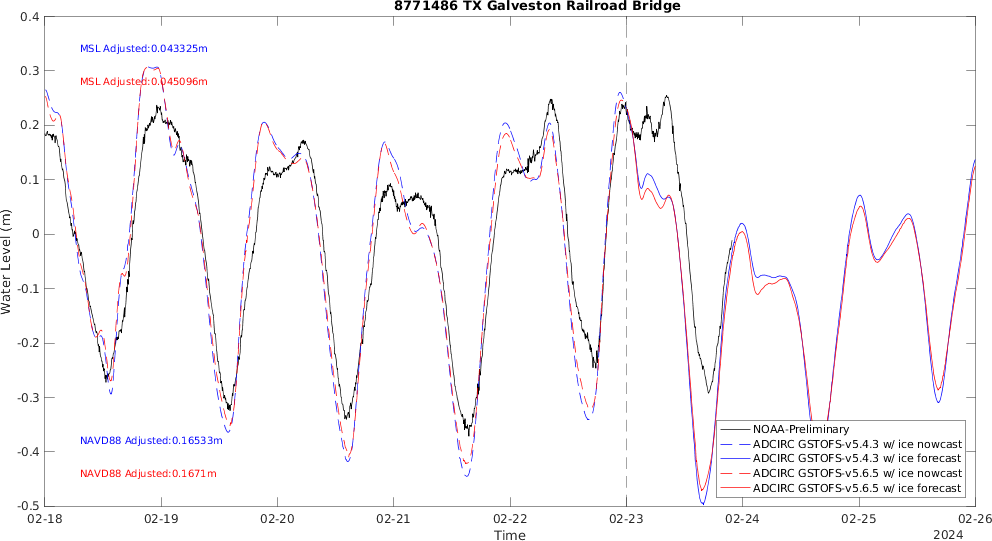 8771486 TX Galveston Railroad Bridge
0.4
0.3
0.2
0.1
0
-0.1
-0.2
-0.3
-0.4
-0.5
Water Level (m)
MSL Adjusted:0.043325m
MSL Adjusted:0.045096m
NAVD88 Adjusted:0.16533m
NAVD88 Adjusted:0.1671m
NOAA-Preliminary
ADCIRC GSTOFS-v5.4.3 w/ ice nowcast
ADCIRC GSTOFS-v5.4.3 w/ ice forecast
ADCIRC GSTOFS-v5.6.5 w/ ice nowcast
ADCIRC GSTOFS-v5.6.5 w/ ice forecast
02-18 02-19 02-20 02-21 02-22 02-23 02-24 02-25 02-26
Time
2024